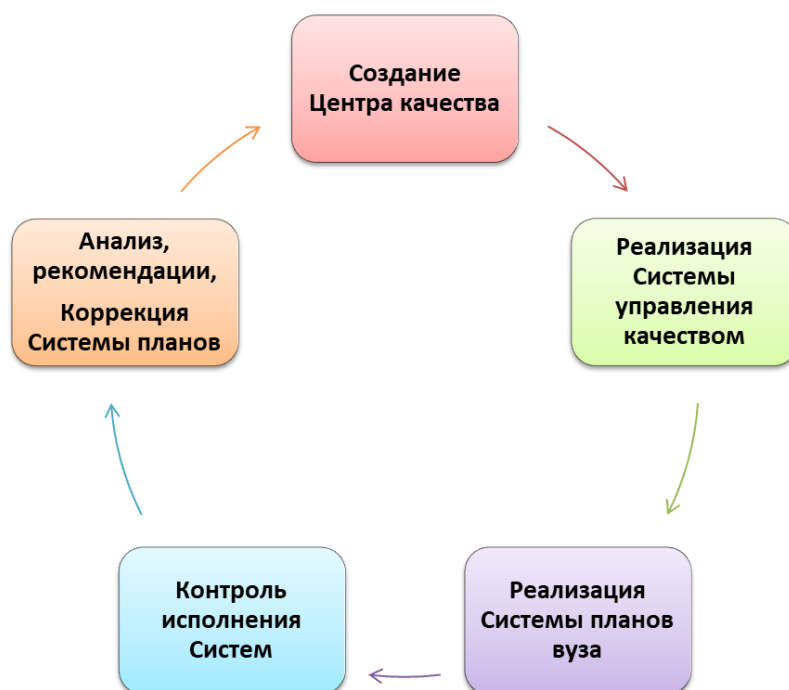 Создание
Центра качества
Реализация
Системы
управления
качеством
Реализация
Системы планов
вуза
Контроль
исполнения
Систем
Анализ,
рекомендации,
Коррекция
Системы планов